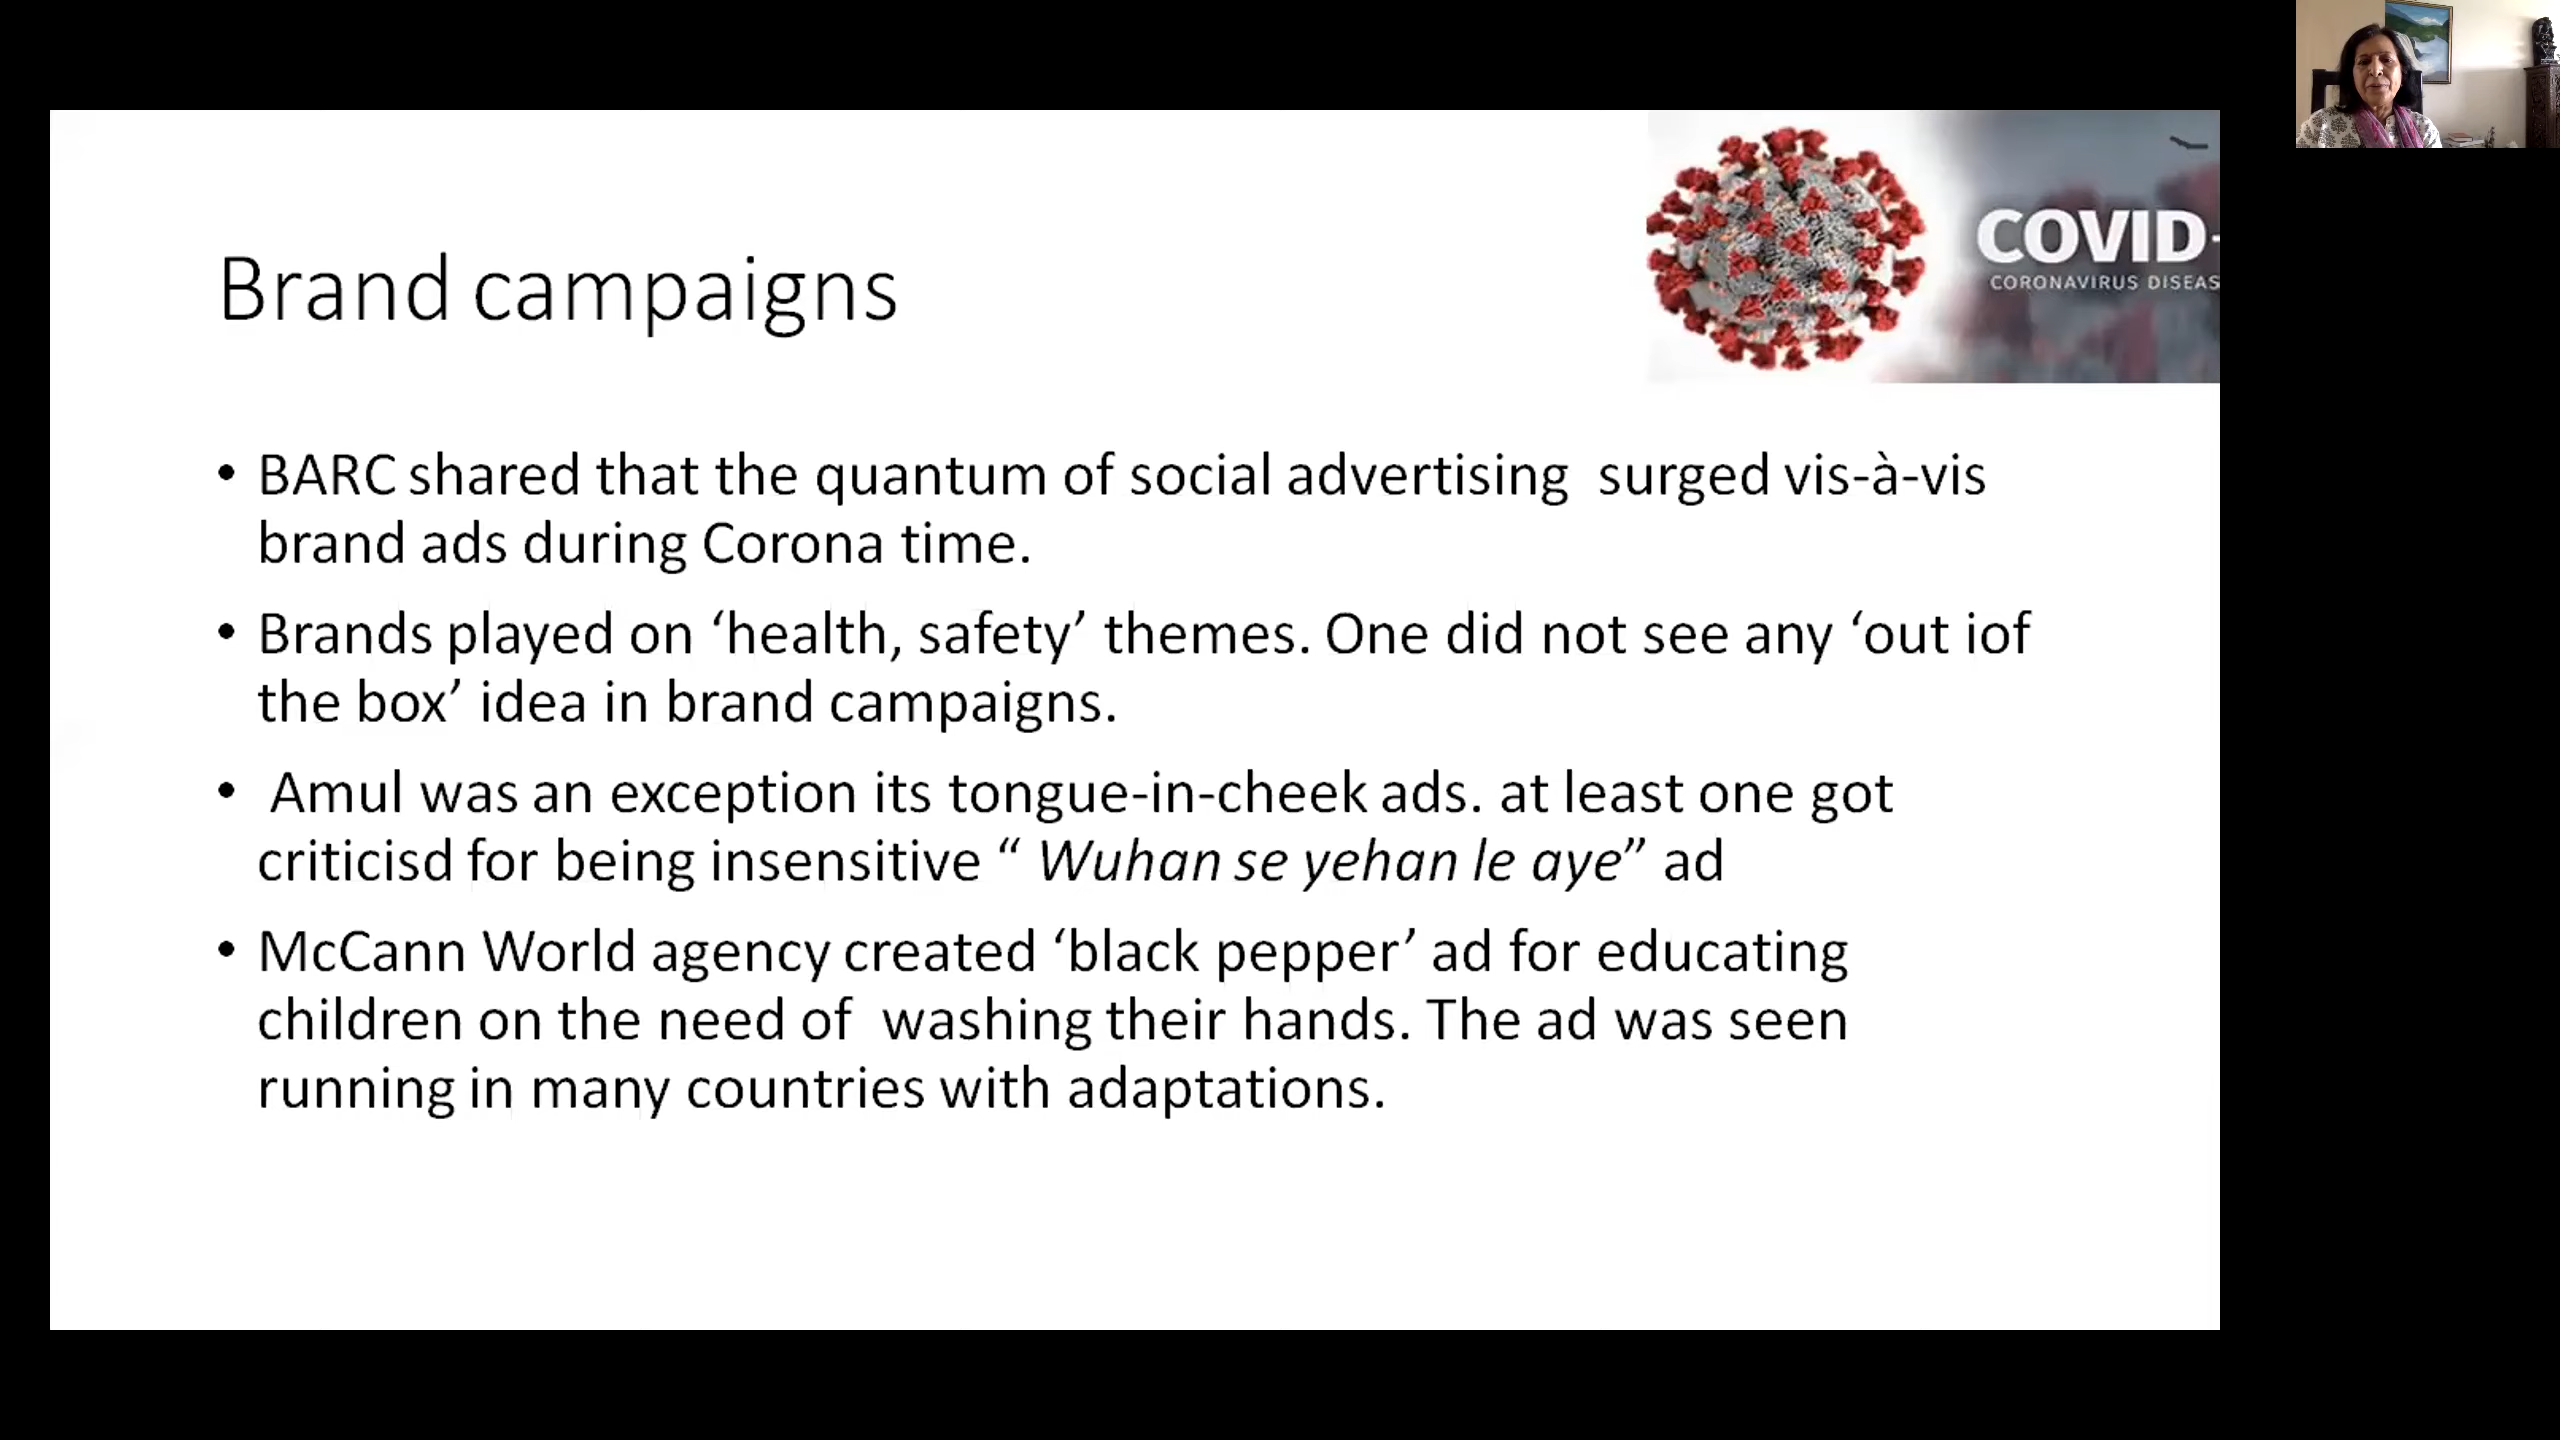 COVID-
CORONAVIRUS DISEAS
Brand campaigns
• BARC shared that the quantum of social advertising surged vis-à-vis
brand ads during Corona time.
• Brands played on ‘health, safety’ themes. One did not see any ‘out iof
the box’ idea in brand campaigns.
• Amul was an exception its tongue-in-cheek ads. at least one got
criticisd for being insensitive “ Wuhan se yehan le aye” ad
• McCann World agency created ‘black pepper’ ad for educating
children on the need of washing their hands. The ad was seen
running in many countries with adaptations.